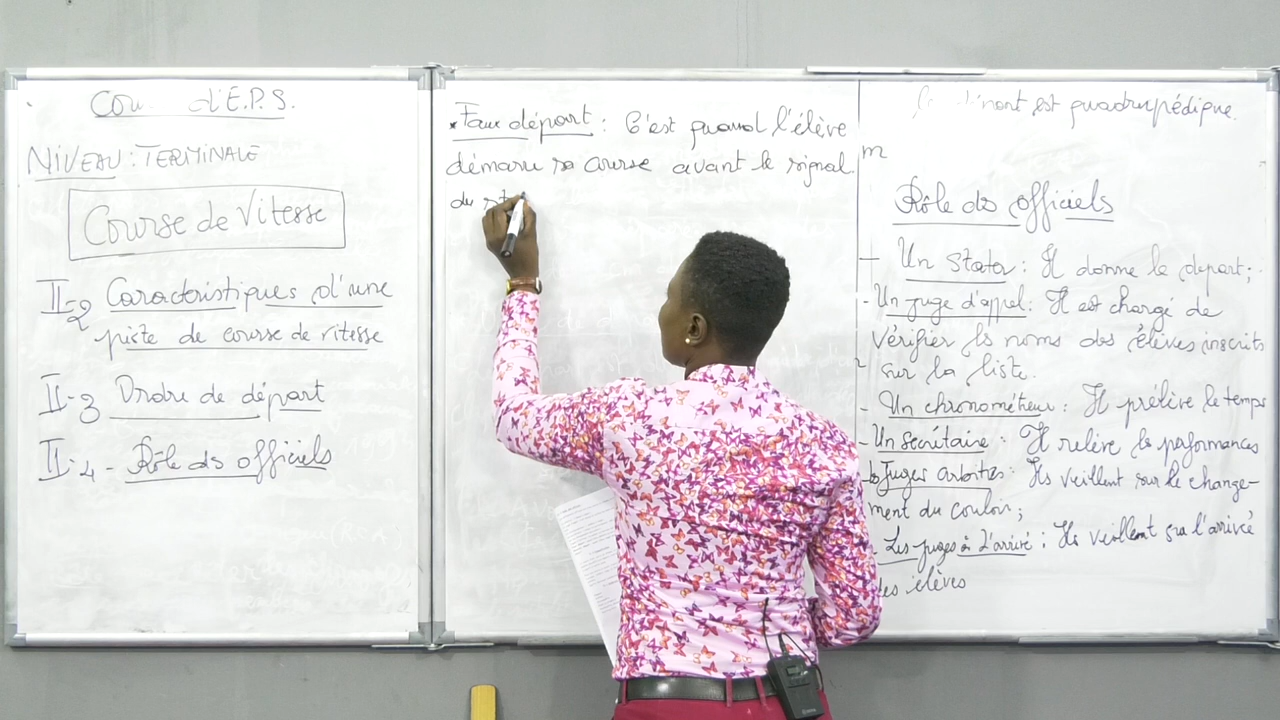 Cou d'E.P.S.
NIVEAU : TERMINALE
Course de Vitesse
II-2 Caractéristiques d'une
piste de course de vitesse
II-3 Ordre de départ
II-4 - Rôle des officiels
* Faux départ : C'est quand l'élève
démarre sa course avant le signal
du st
est quadrupédique.
m
Rôle des officiels
Un Stater : Il donne le départ ;
- Un juge d'appel : Il est chargé de
vérifier les noms des élèves inscrits
sur la liste.
- Un chronométreur : Il prélève le temps
- Un secrétaire : Il relève les performances
Juges arbitres : Ils veillent sur le change-
ment du couloir ;
- Les juges à l'arrivé : Ils veillent sur l'arrivé
des élèves